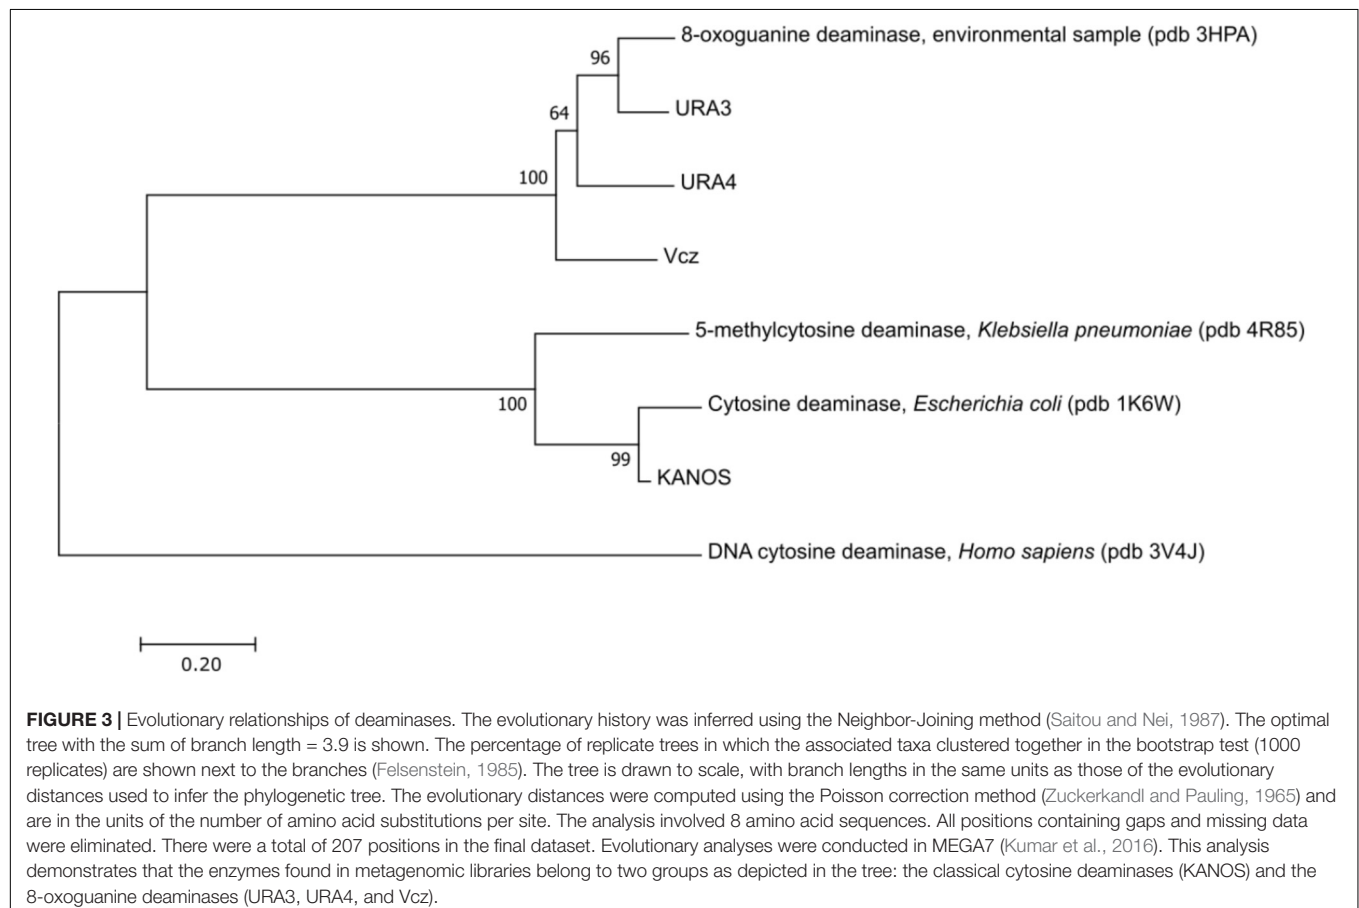 8-oxoguanine deaminase, environmental sample (pdb 3HPA)
96
URA3
64
URA4
100
Vcz
5-methylcytosine deaminase, Klebsiella pneumoniae (pdb 4R85)
100
Cytosine deaminase, Escherichia coli (pdb 1K6W)
99
KANOS
DNA cytosine deaminase, Homo sapiens (pdb 3V4J)
0.20
FIGURE 3 | Evolutionary relationships of deaminases. The evolutionary history was inferred using the Neighbor-Joining method (Saitou and Nei, 1987). The optimal
tree with the sum of branch length = 3.9 is shown. The percentage of replicate trees in which the associated taxa clustered together in the bootstrap test (1000
replicates) are shown next to the branches (Felsenstein, 1985). The tree is drawn to scale, with branch lengths in the same units as those of the evolutionary
distances used to infer the phylogenetic tree. The evolutionary distances were computed using the Poisson correction method (Zuckerkandl and Pauling, 1965) and
are in the units of the number of amino acid substitutions per site. The analysis involved 8 amino acid sequences. All positions containing gaps and missing data
were eliminated. There were a total of 207 positions in the final dataset. Evolutionary analyses were conducted in MEGA7 (Kumar et al., 2016). This analysis
demonstrates that the enzymes found in metagenomic libraries belong to two groups as depicted in the tree: the classical cytosine deaminases (KANOS) and the
8-oxoguanine deaminases (URA3, URA4, and Vcz).